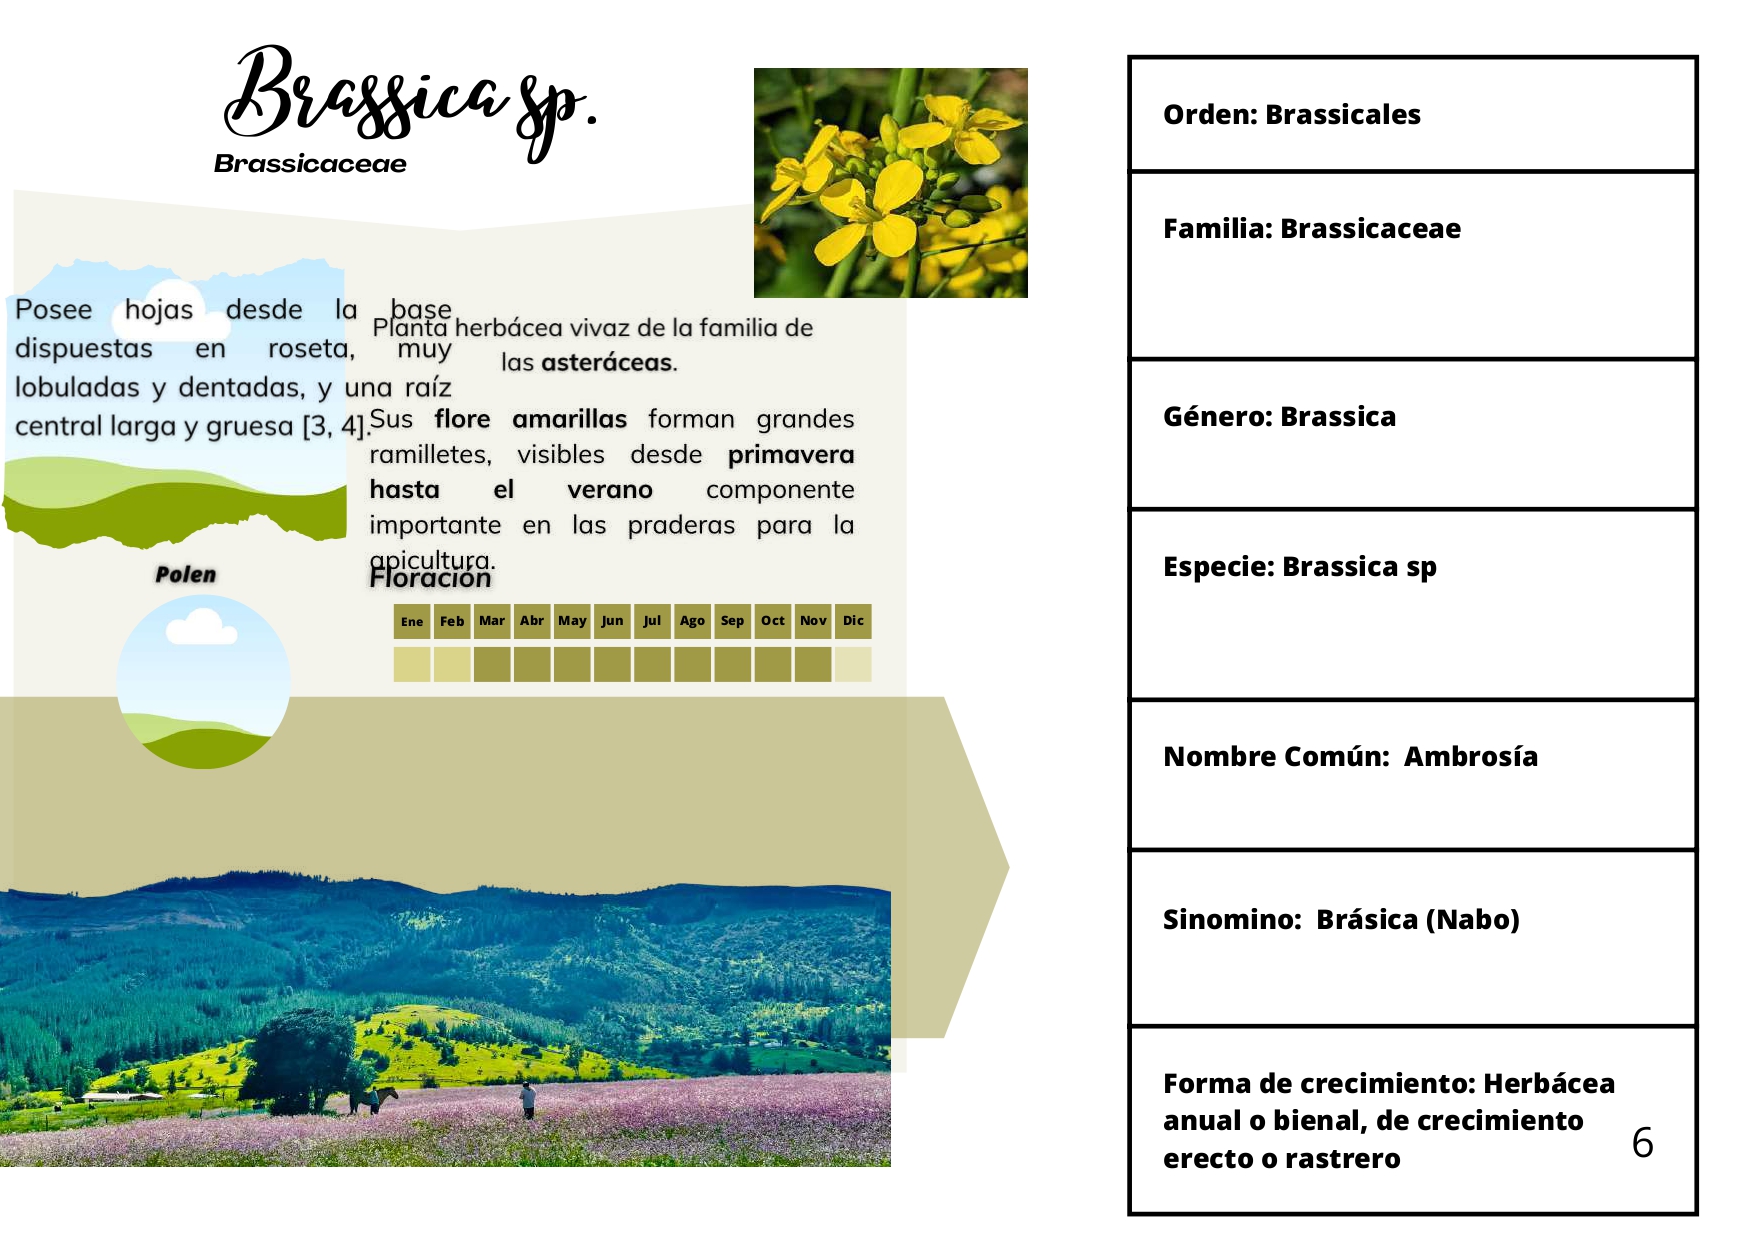 Brassica sp.
Brassicaceae
Posee hojas desde la base
dispuestas en roseta, muy
lobuladas y dentadas, y una raíz
central larga y gruesa [3, 4].
Planta herbácea vivaz de la familia de
las asteráceas.
Sus flore amarillas forman grandes
ramilletes, visibles desde primavera
hasta el verano componente
importante en las praderas para la
apicultura.
Polen
Floración
Ene Feb Mar Abr May Jun Jul Ago Sep Oct Nov Dic
Orden: Brassicales
Familia: Brassicaceae
Género: Brassica
Especie: Brassica sp
Nombre Común: Ambrosía
Sinomino: Brásica (Nabo)
Forma de crecimiento: Herbácea
anual o bienal, de crecimiento
erecto o rastrero
6